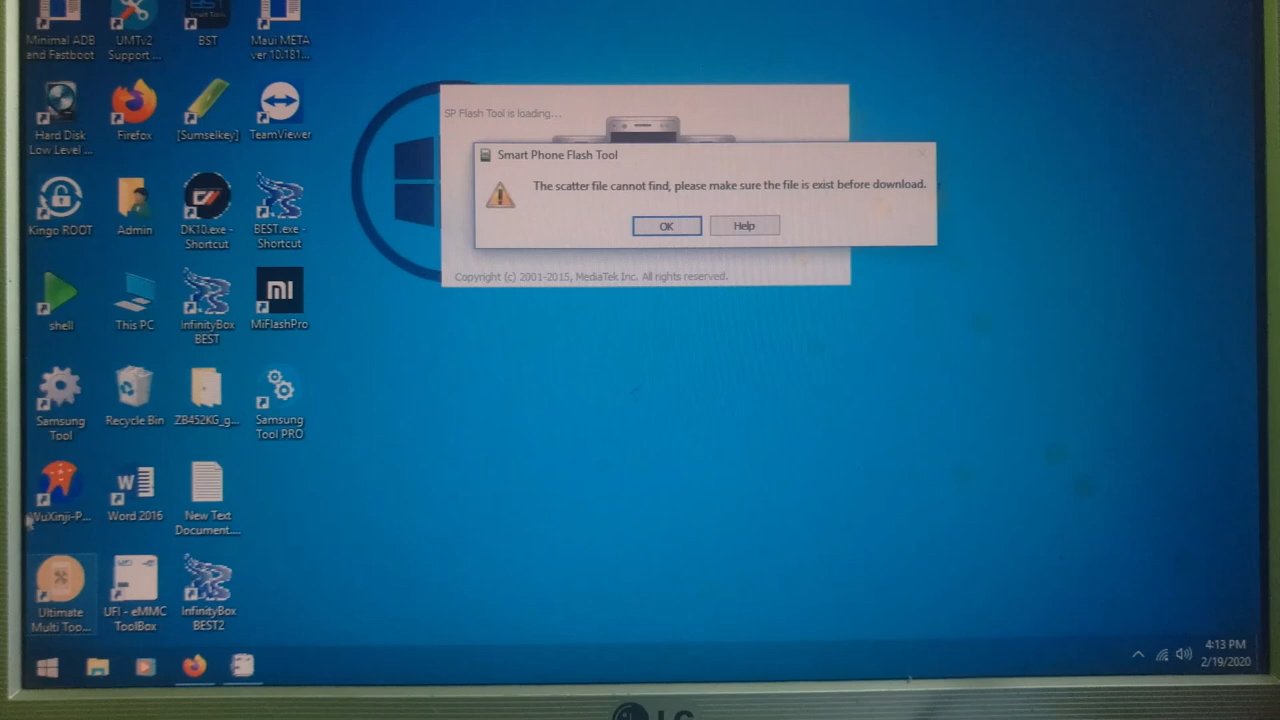 Minimal ADB
and Fastboot
UMTv2
Support ...
BST
Maui META
ver 10.181...
Hard Disk
Low Level ...
Firefox
[Sumselkey]
TeamViewer
Kingo ROOT
Admin
DK10.exe -
Shortcut
BEST.exe -
Shortcut
shell
This PC
InfinityBox
BEST
MI
MiFlashPro
Samsung
Tool
Recycle Bin
ZB452KG_g...
Samsung
Tool PRO
WuXinji-P...
W
Word 2016
New Text
Document....
Ultimate
Multi Too...
UFI - eMMC
ToolBox
InfinityBox
BEST2
SP Flash Tool is loading...
Smart Phone Flash Tool
The scatter file cannot find, please make sure the file is exist before download.
OK
Help
Copyright (c) 2001-2015, MediaTek Inc. All rights reserved.
4:13 PM
2/19/2020
LG